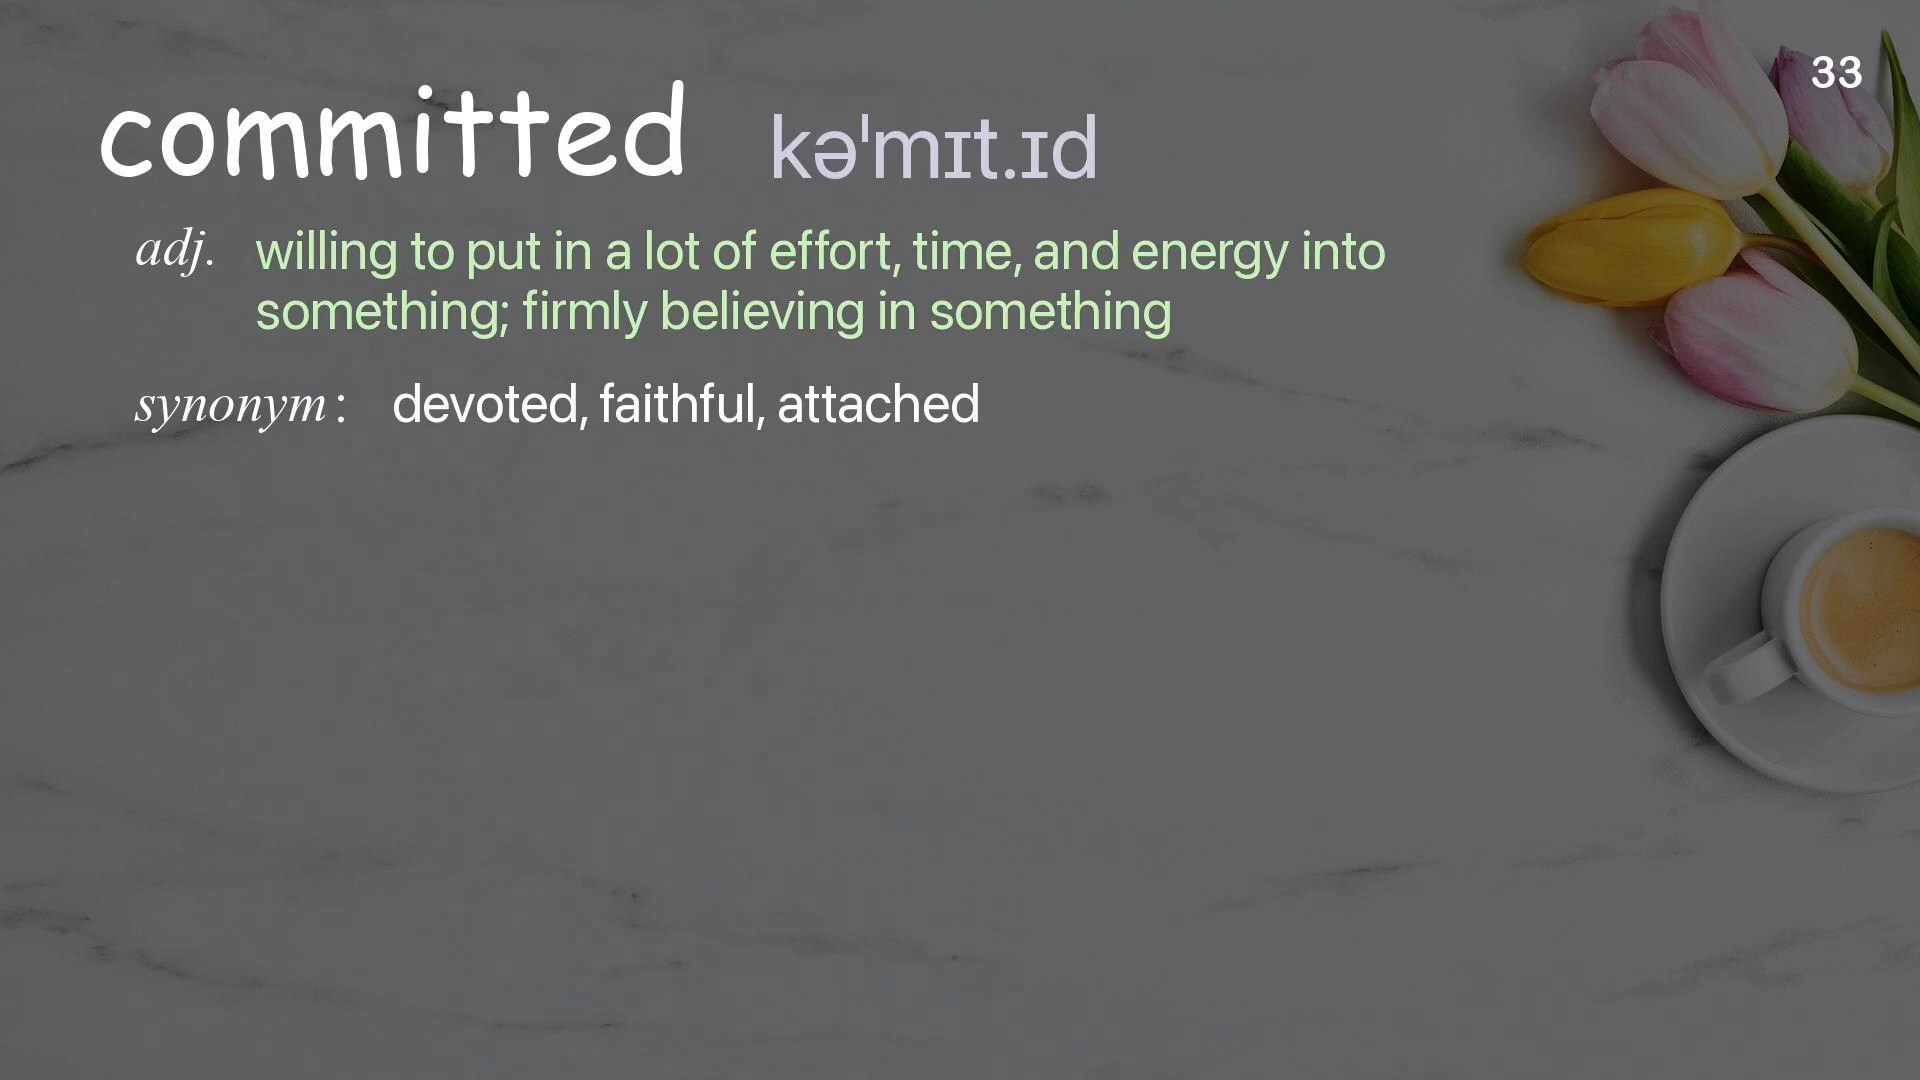 33
committed kəˈmɪt.ɪd
adj. willing to put in a lot of effort, time, and energy into
something; firmly believing in something
synonym: devoted, faithful, attached